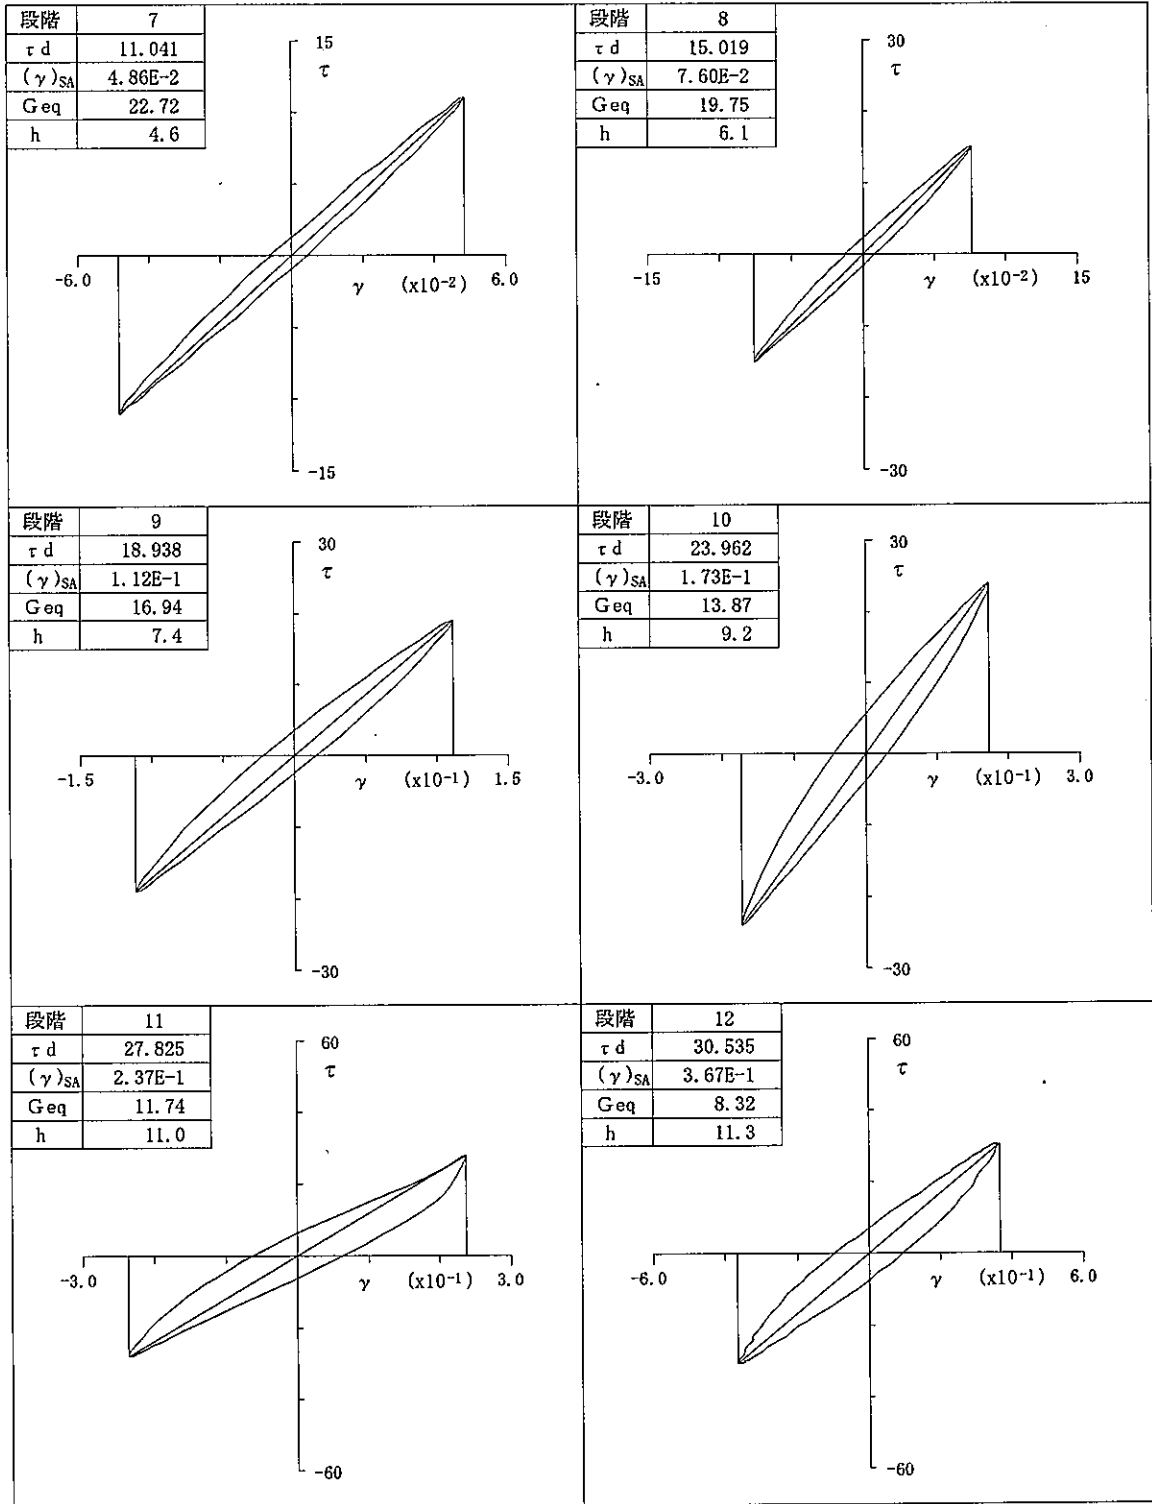 段階 7
τd 11.041
(γ)SA 4.86E-2
Geq 22.72
h 4.6
15
τ
-6.0 γ (x10-2) 6.0
-15
段階 8
τd 15.019
(γ)SA 7.60E-2
Geq 19.75
h 6.1
30
τ
-15 γ (x10-2) 15
-30
段階 9
τd 18.938
(γ)SA 1.12E-1
Geq 16.94
h 7.4
30
τ
-1.5 γ (x10-1) 1.5
-30
段階 10
τd 23.962
(γ)SA 1.73E-1
Geq 13.87
h 9.2
30
τ
-3.0 γ (x10-1) 3.0
-30
段階 11
τd 27.825
(γ)SA 2.37E-1
Geq 11.74
h 11.0
60
τ
-3.0 γ (x10-1) 3.0
-60
段階 12
τd 30.535
(γ)SA 3.67E-1
Geq 8.32
h 11.3
60
τ
-6.0 γ (x10-1) 6.0
-60